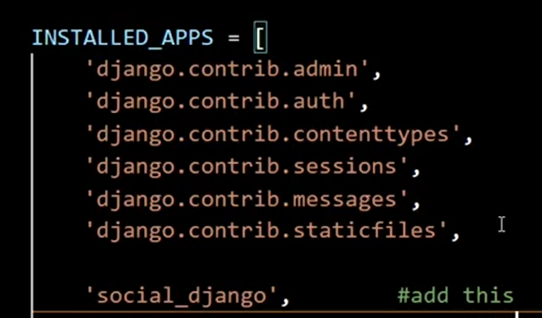 INSTALLED_APPS = [
'django.contrib.admin',
'django.contrib.auth',
'django.contrib.contenttypes',
'django.contrib.sessions',
'django.contrib.messages',
'django.contrib.staticfiles',
'social_django', #add this